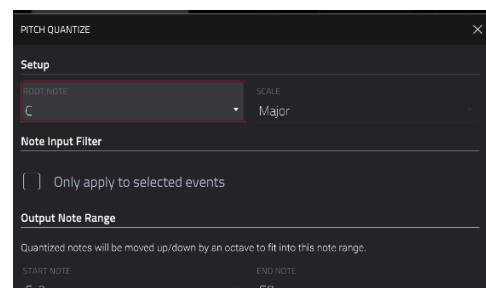 PITCH QUANTIZE
Setup
ROOT NOTE SCALE
C Major
Note Input Filter
Only apply to selected events
Output Note Range
Quantized notes will be moved up/down by an octave to fit into this note range.
START NOTE END NOTE